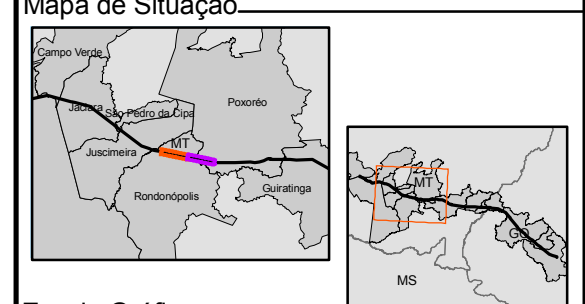 Mapa de Situação
Campo Verde
Jaciara
São Pedro da Cipa
Poxoréo
Juscimeira
MT
Rondonópolis
Guiratinga
MT
GO
MS